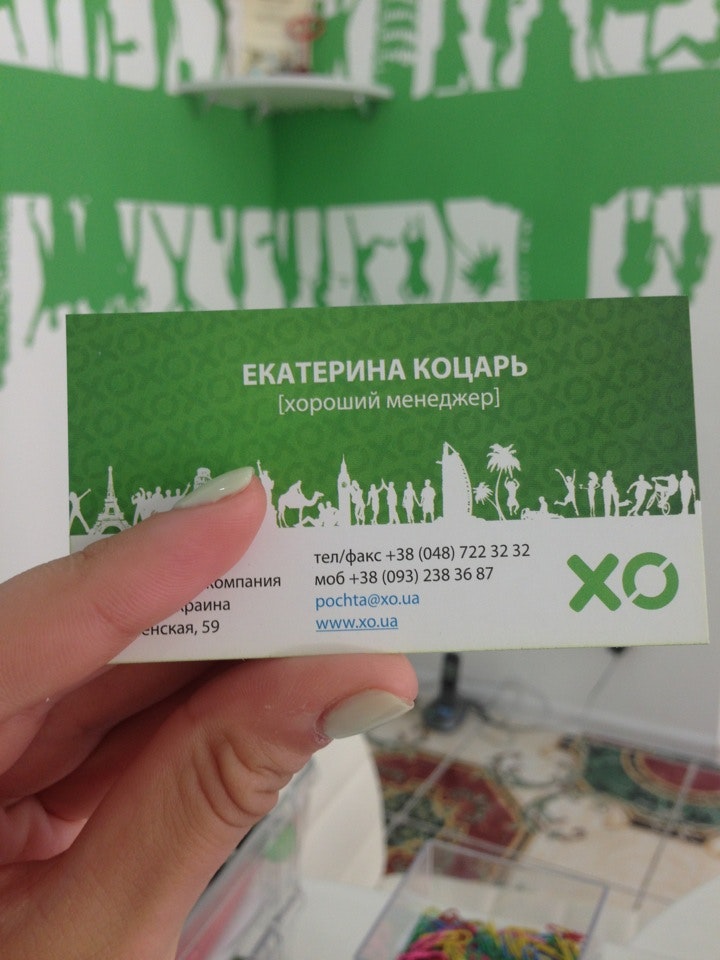 ЕКАТЕРИНА КОЦАРЬ
[хороший менеджер]
компания
краина
енская, 59
тел/факс +38 (048) 722 32 32
моб +38 (093) 238 36 87
pochta@xo.ua
www.xo.ua
XO